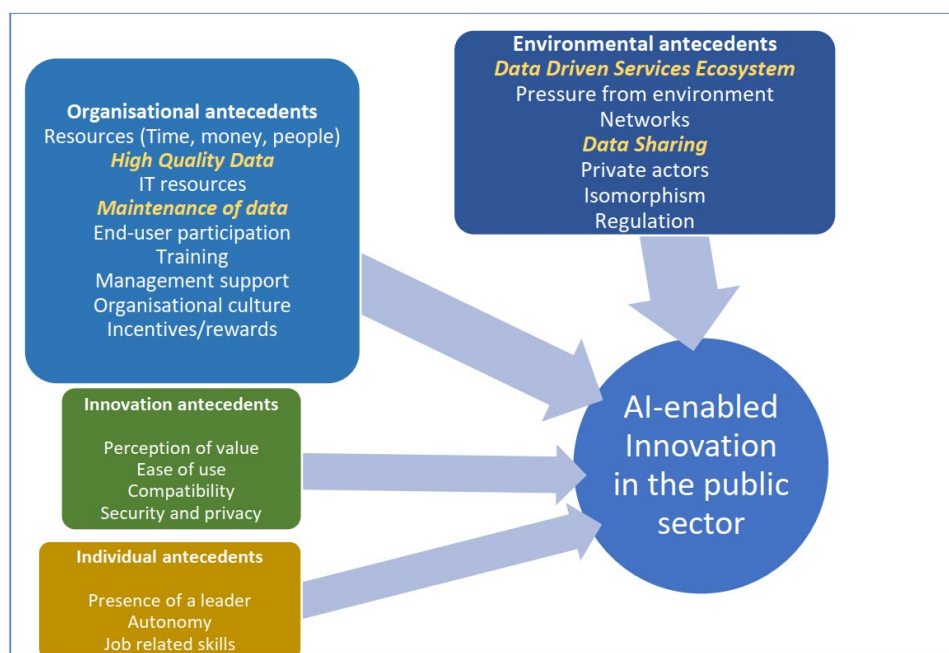 Organisational antecedents
Resources (Time, money, people)
High Quality Data
IT resources
Maintenance of data
End-user participation
Training
Management support
Organisational culture
Incentives/rewards
Environmental antecedents
Data Driven Services Ecosystem
Pressure from environment
Networks
Data Sharing
Private actors
Isomorphism
Regulation
Innovation antecedents
Perception of value
Ease of use
Compatibility
Security and privacy
Individual antecedents
Presence of a leader
Autonomy
Job related skills
AI-enabled
Innovation
in the public
sector